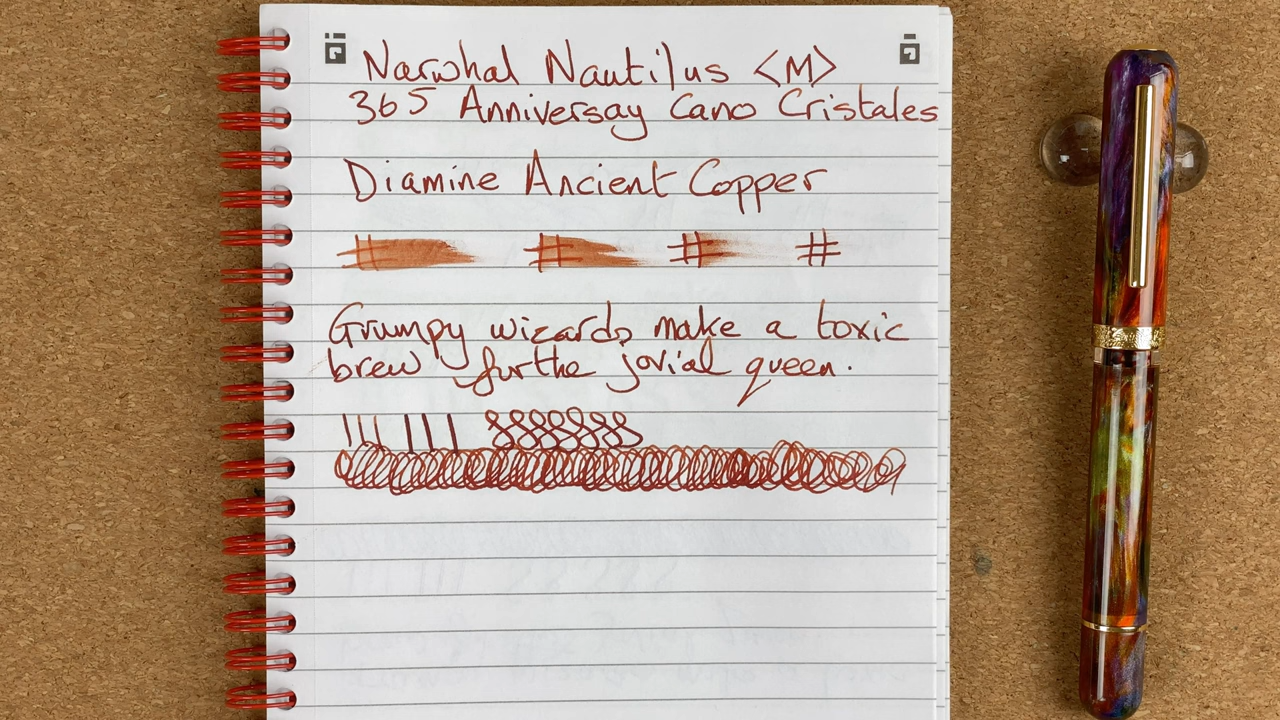 Narwhal Nautilus <M>
365 Anniversay Cano Cristales
Diamine Ancient Copper
# # # #
Grumpy wizards make a toxic
brew for the jovial queen.